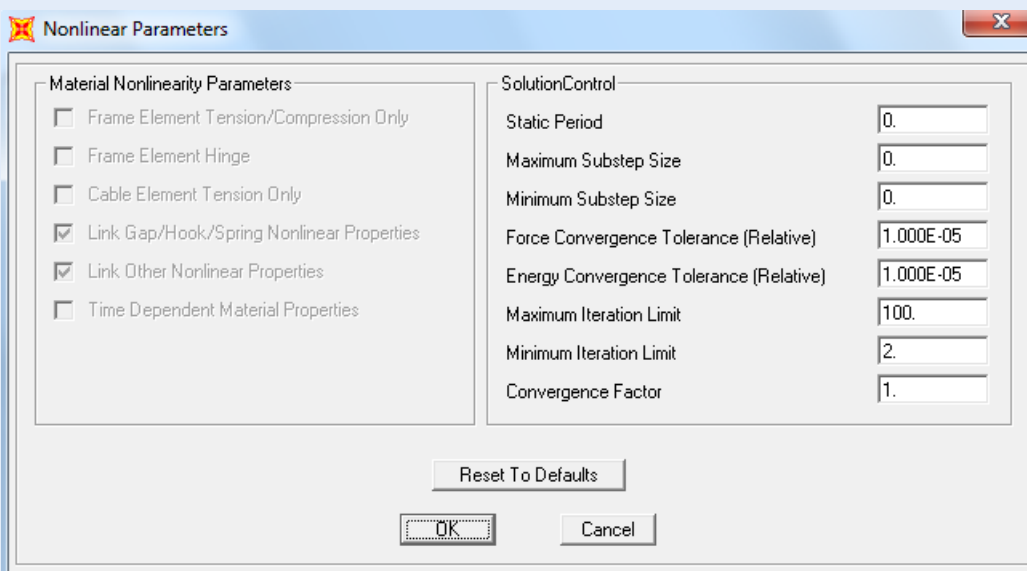 Nonlinear Parameters
x
Material Nonlinearity Parameters
Frame Element Tension/Compression Only
Frame Element Hinge
Cable Element Tension Only
Link Gap/Hook/Spring Nonlinear Properties
Link Other Nonlinear Properties
Time Dependent Material Properties
SolutionControl
Static Period 0.
Maximum Substep Size 0.
Minimum Substep Size 0.
Force Convergence Tolerance (Relative) 1.000E-05
Energy Convergence Tolerance (Relative) 1.000E-05
Maximum Iteration Limit 100.
Minimum Iteration Limit 2.
Convergence Factor 1.
Reset To Defaults
OK Cancel